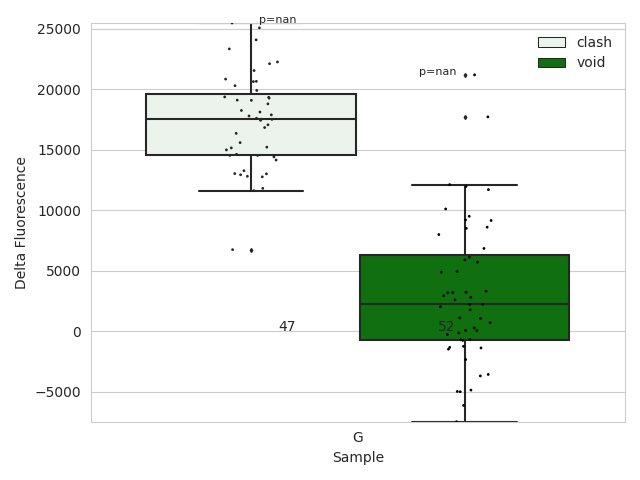 25000
20000
15000
10000
5000
0
−5000
Delta Fluorescence
p=nan
p=nan
clash
void
47
52
G
Sample